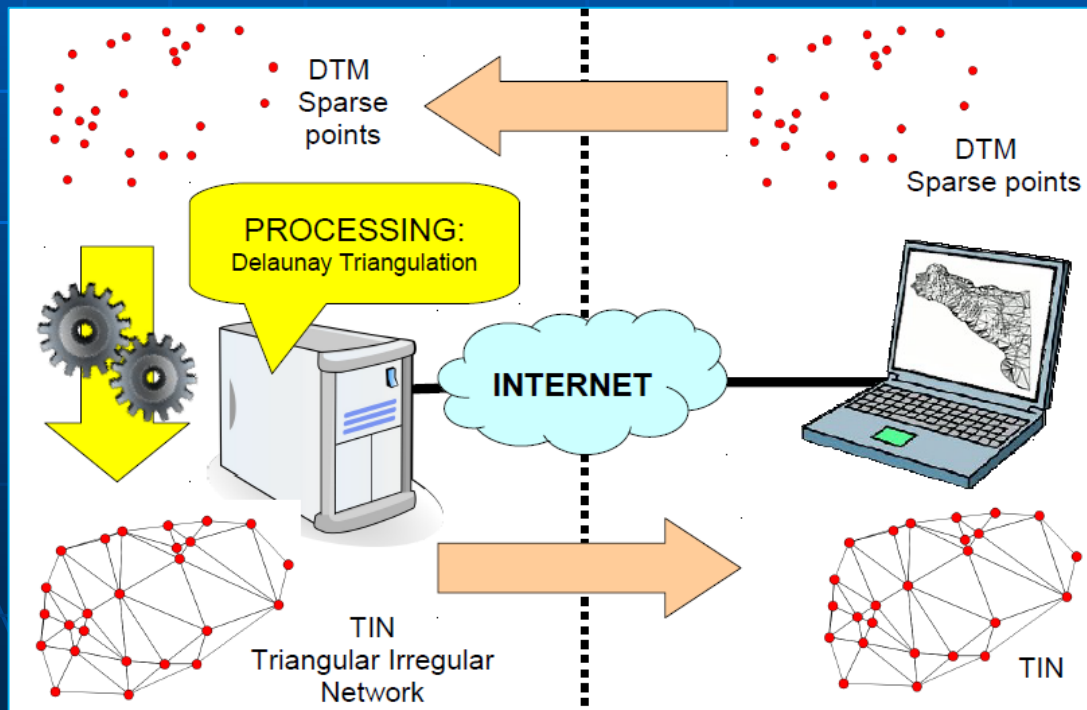 DTM
Sparse
points
DTM
Sparse points
PROCESSING:
Delaunay Triangulation
INTERNET
TIN
Triangular Irregular
Network
TIN